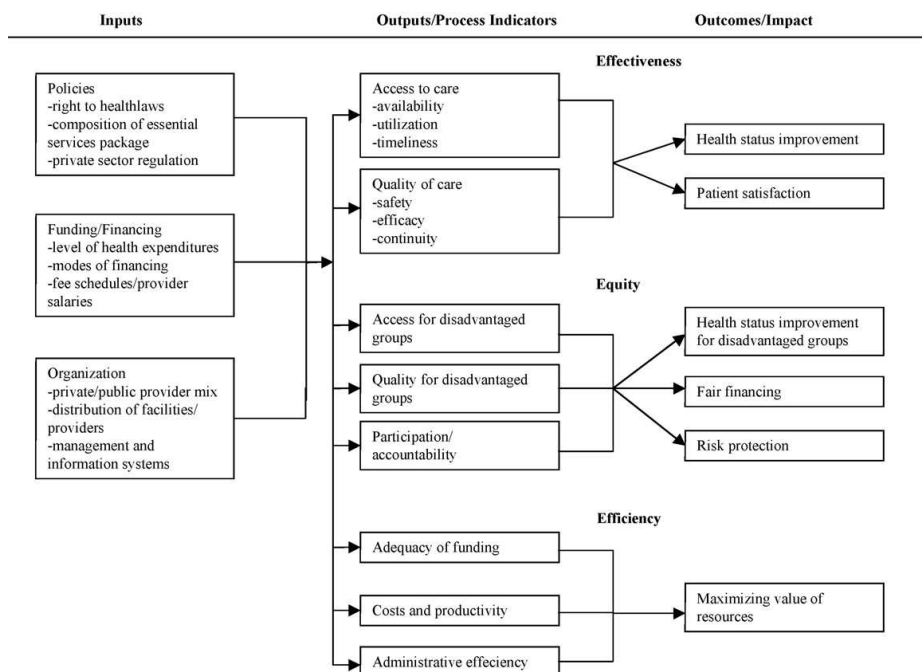 Inputs
Outputs/Process Indicators
Outcomes/Impact
Effectiveness
Policies
-right to healthlaws
-composition of essential
services package
-private sector regulation
Access to care
-availability
-utilization
-timeliness
Health status improvement
Quality of care
-safety
-efficacy
-continuity
Patient satisfaction
Funding/Financing
-level of health expenditures
-modes of financing
-fee schedules/provider
salaries
Equity
Access for disadvantaged
groups
Health status improvement
for disadvantaged groups
Organization
-private/public provider mix
-distribution of facilities/
providers
-management and
information systems
Quality for disadvantaged
groups
Fair financing
Participation/
accountability
Risk protection
Efficiency
Adequacy of funding
Costs and productivity
Maximizing value of
resources
Administrative effeciency